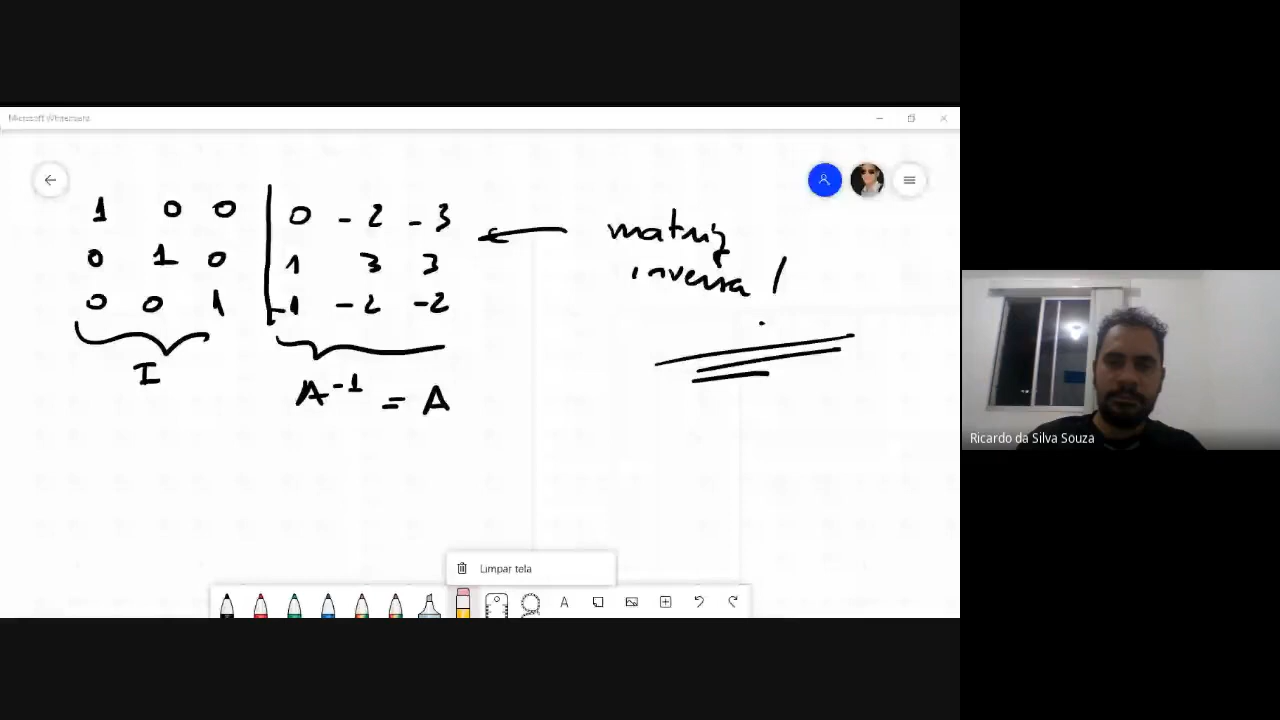 Microsoft Whiteboard
1 0 0 | 0 -2 -3
0 1 0 | 1 3 3
0 0 1 | -1 -2 -2
I
A-1 = A
matriz
inversa !
Limpar tela
A
Ricardo da Silva Souza